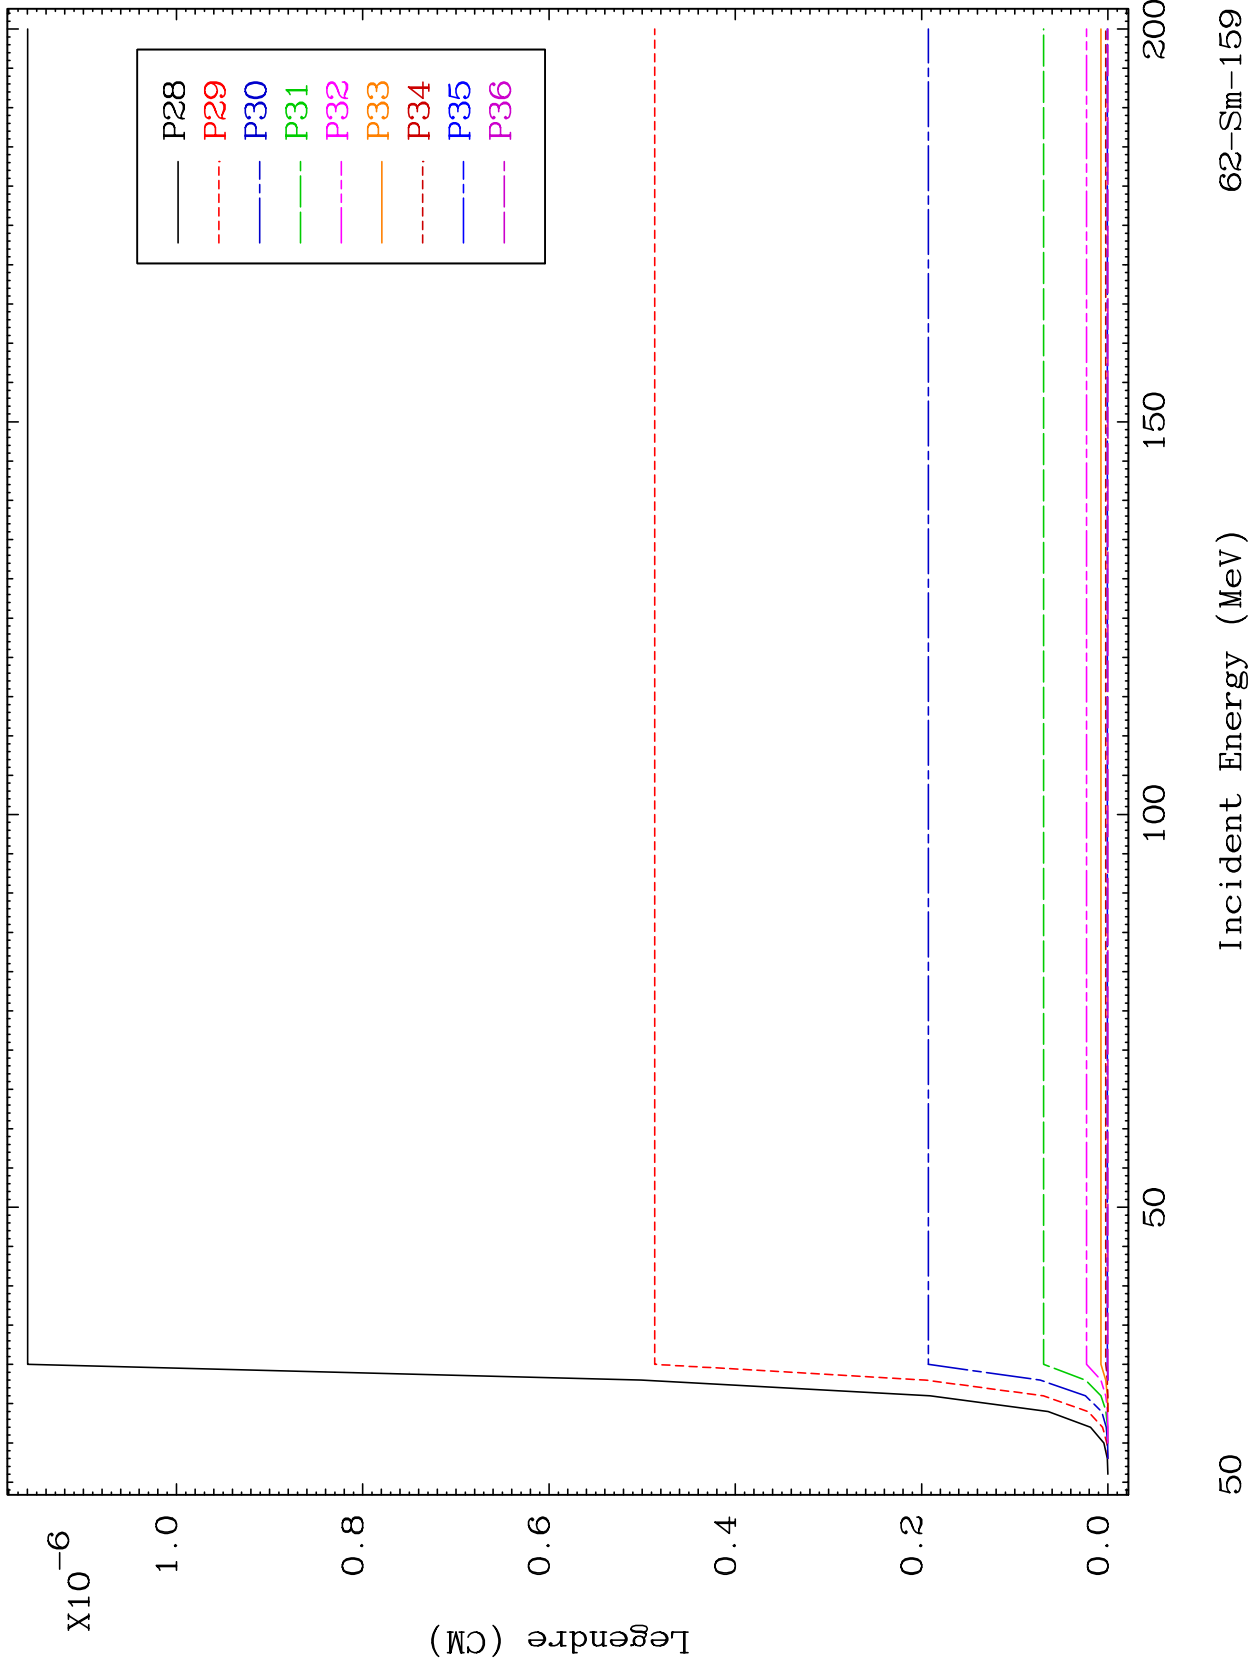 X10-6
Legendre (CM)
1.0
0.8
0.6
0.4
0.2
0.0
P28
P29
P30
P31
P32
P33
P34
P35
P36
50
100
150
200
Incident Energy (MeV)
50
62-Sm-159